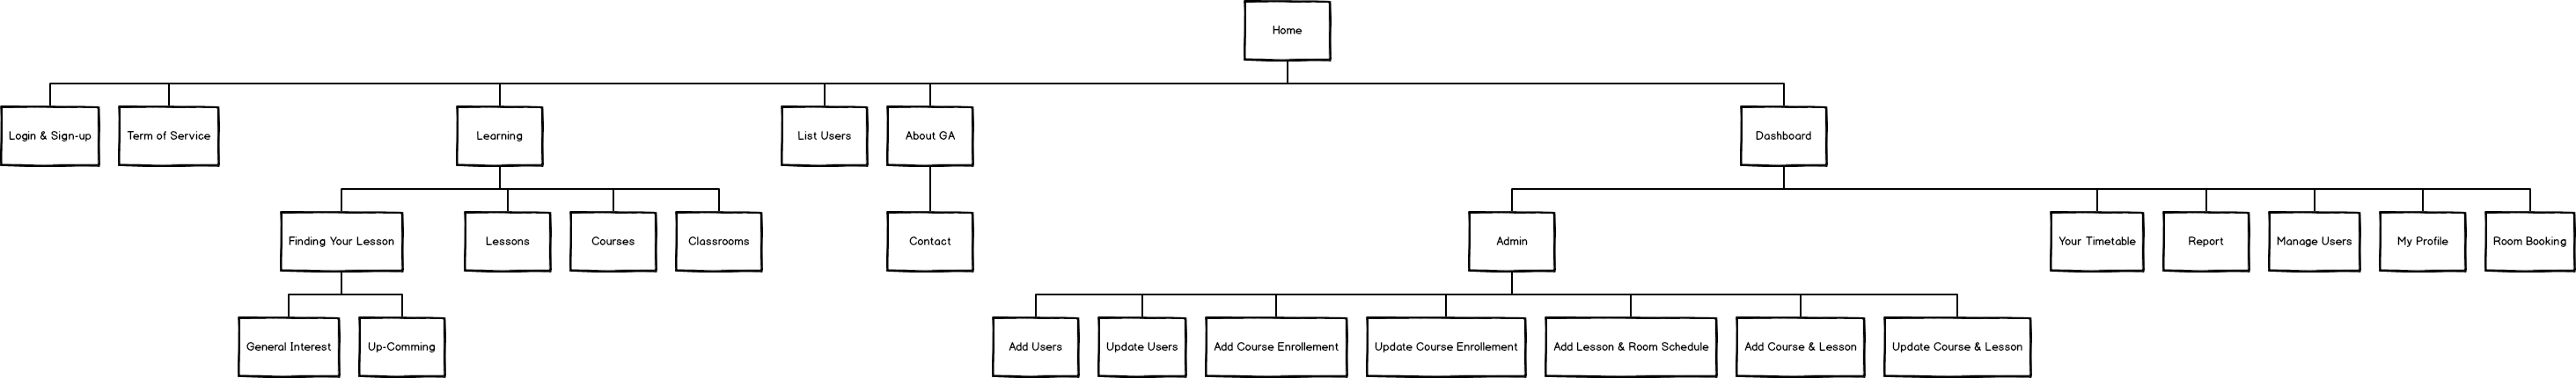 Home
Login & Sign-up
Term of Service
Learning
List Users
About GA
Dashboard
Finding Your Lesson
Lessons
Courses
Classrooms
Contact
Admin
Your Timetable
Report
Manage Users
My Profile
Room Booking
General Interest
Up-Comming
Add Users
Update Users
Add Course Enrollement
Update Course Enrollement
Add Lesson & Room Schedule
Add Course & Lesson
Update Course & Lesson